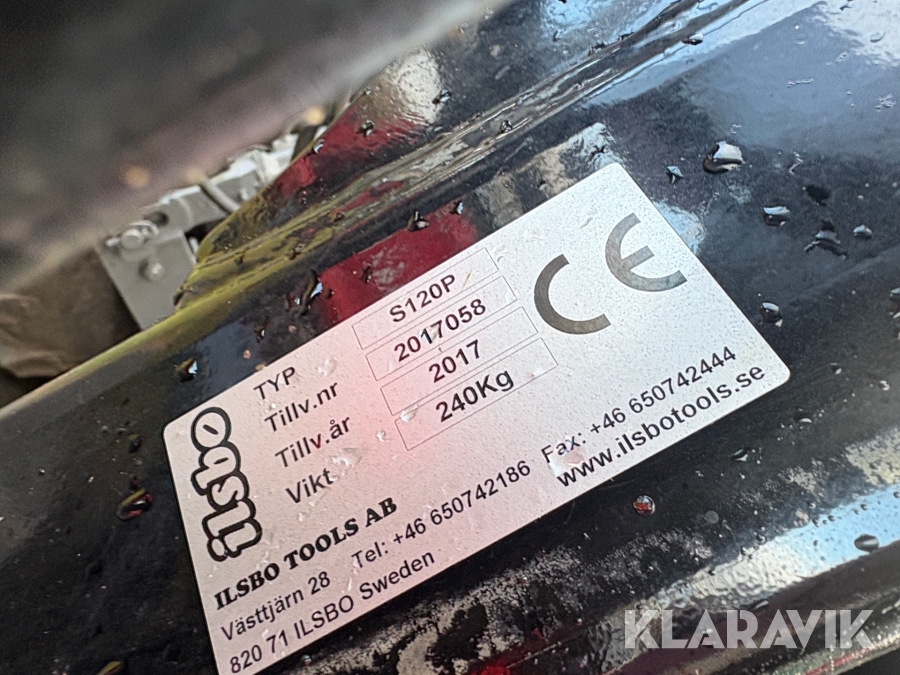 TYP S120P
Tillv.nr 2017058
Tillv.år 2017
Vikt 240Kg
CE
ilsbo
ILSBO TOOLS AB
Västtjärn 28 Tel: +46 650742186 Fax: +46 650742444
820 71 ILSBO Sweden www.ilsbotools.se
KLARAVIK